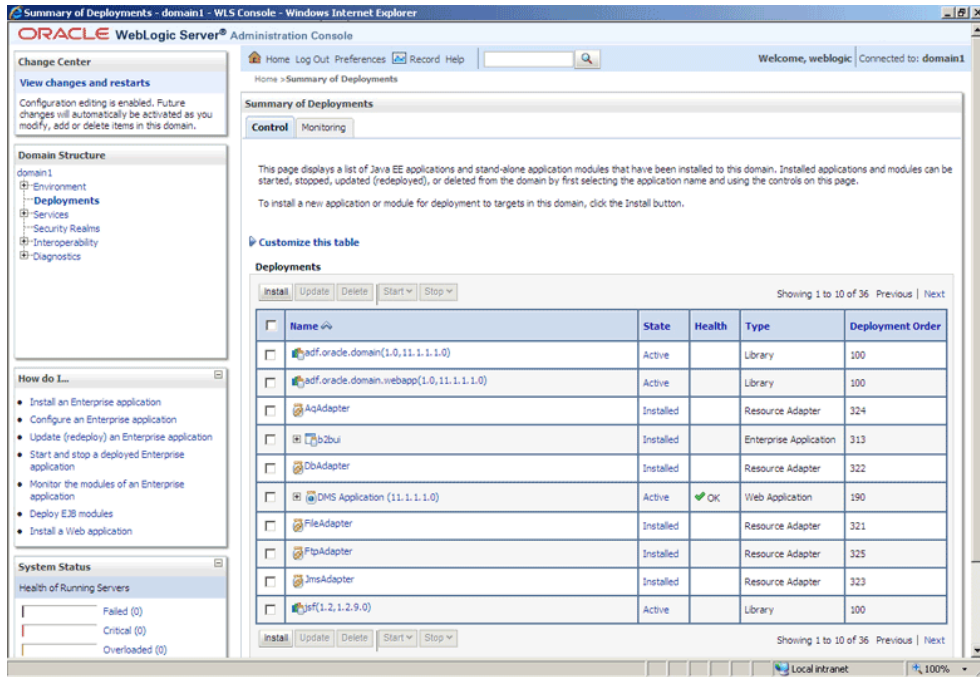 Summary of Deployments - domain1 - WLS Console - Windows Internet Explorer
ORACLE WebLogic Server® Administration Console
Change Center
View changes and restarts
Configuration editing is enabled. Future
changes will automatically be activated as you
modify, add or delete items in this domain.
Domain Structure
domain1
Environment
Deployments
Services
Security Realms
Interoperability
Diagnostics
How do I...
Install an Enterprise application
Configure an Enterprise application
Update (redeploy) an Enterprise application
Start and stop a deployed Enterprise
application
Monitor the modules of an Enterprise
application
Deploy EJB modules
Install a Web application
System Status
Health of Running Servers
Failed (0)
Critical (0)
Overloaded (0)
Home Log Out Preferences Record Help
Welcome, weblogic Connected to: domain1
Home >Summary of Deployments
Summary of Deployments
Control Monitoring
This page displays a list of Java EE applications and stand-alone application modules that have been installed to this domain. Installed applications and modules can be
started, stopped, updated (redeployed), or deleted from the domain by first selecting the application name and using the controls on this page.
To install a new application or module for deployment to targets in this domain, click the Install button.
Customize this table
Deployments
Install Update Delete Start Stop Showing 1 to 10 of 36 Previous | Next
Name State Health Type Deployment Order
adf.oracle.domain(1.0,11.1.1.1.0) Active Library 100
adf.oracle.domain.webapp(1.0,11.1.1.1.0) Active Library 100
AqAdapter Installed Resource Adapter 324
b2bui Installed Enterprise Application 313
DbAdapter Installed Resource Adapter 322
DMS Application (11.1.1.1.0) Active OK Web Application 190
FileAdapter Installed Resource Adapter 321
FtpAdapter Installed Resource Adapter 325
JmsAdapter Installed Resource Adapter 323
jsf(1.2,1.2.9.0) Active Library 100
Install Update Delete Start Stop Showing 1 to 10 of 36 Previous | Next
Local intranet 100%